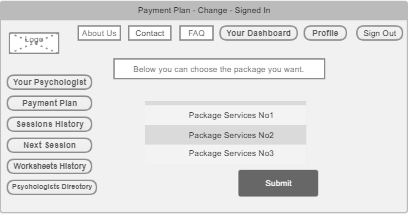 Payment Plan - Change - Signed In
Logo
About Us
Contact
FAQ
Your Dashboard
Profile
Sign Out
Below you can choose the package you want.
Your Psychologist
Payment Plan
Sessions History
Next Session
Worksheets History
Psychologists Directory
Package Services No1
Package Services No2
Package Services No3
Submit